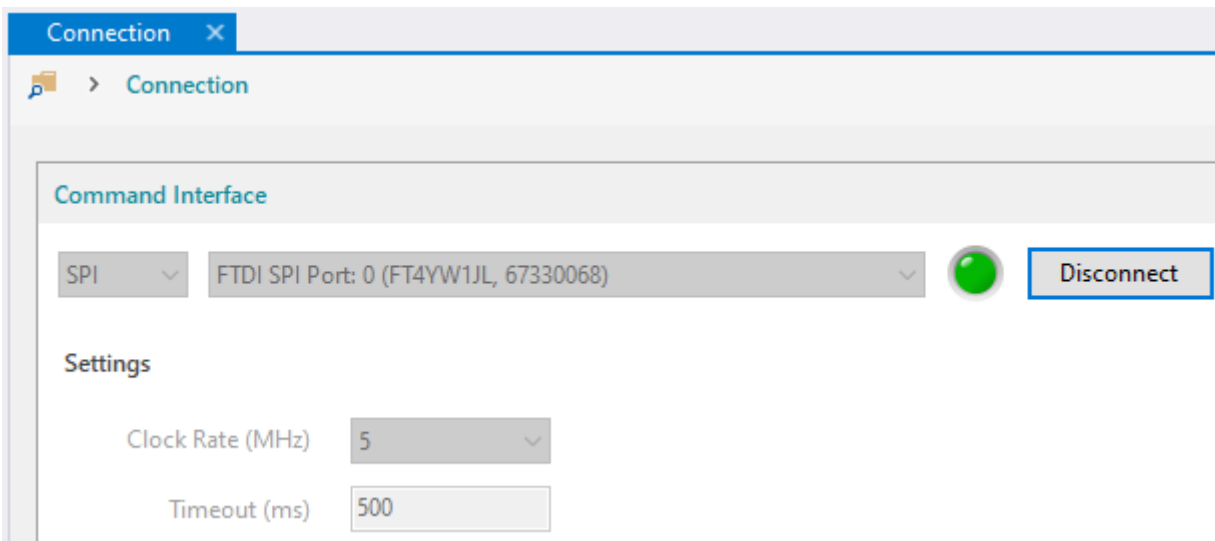 Connection
Connection
Command Interface
SPI FTDI SPI Port: 0 (FT4YW1JL, 67330068) Disconnect
Settings
Clock Rate (MHz) 5
Timeout (ms) 500